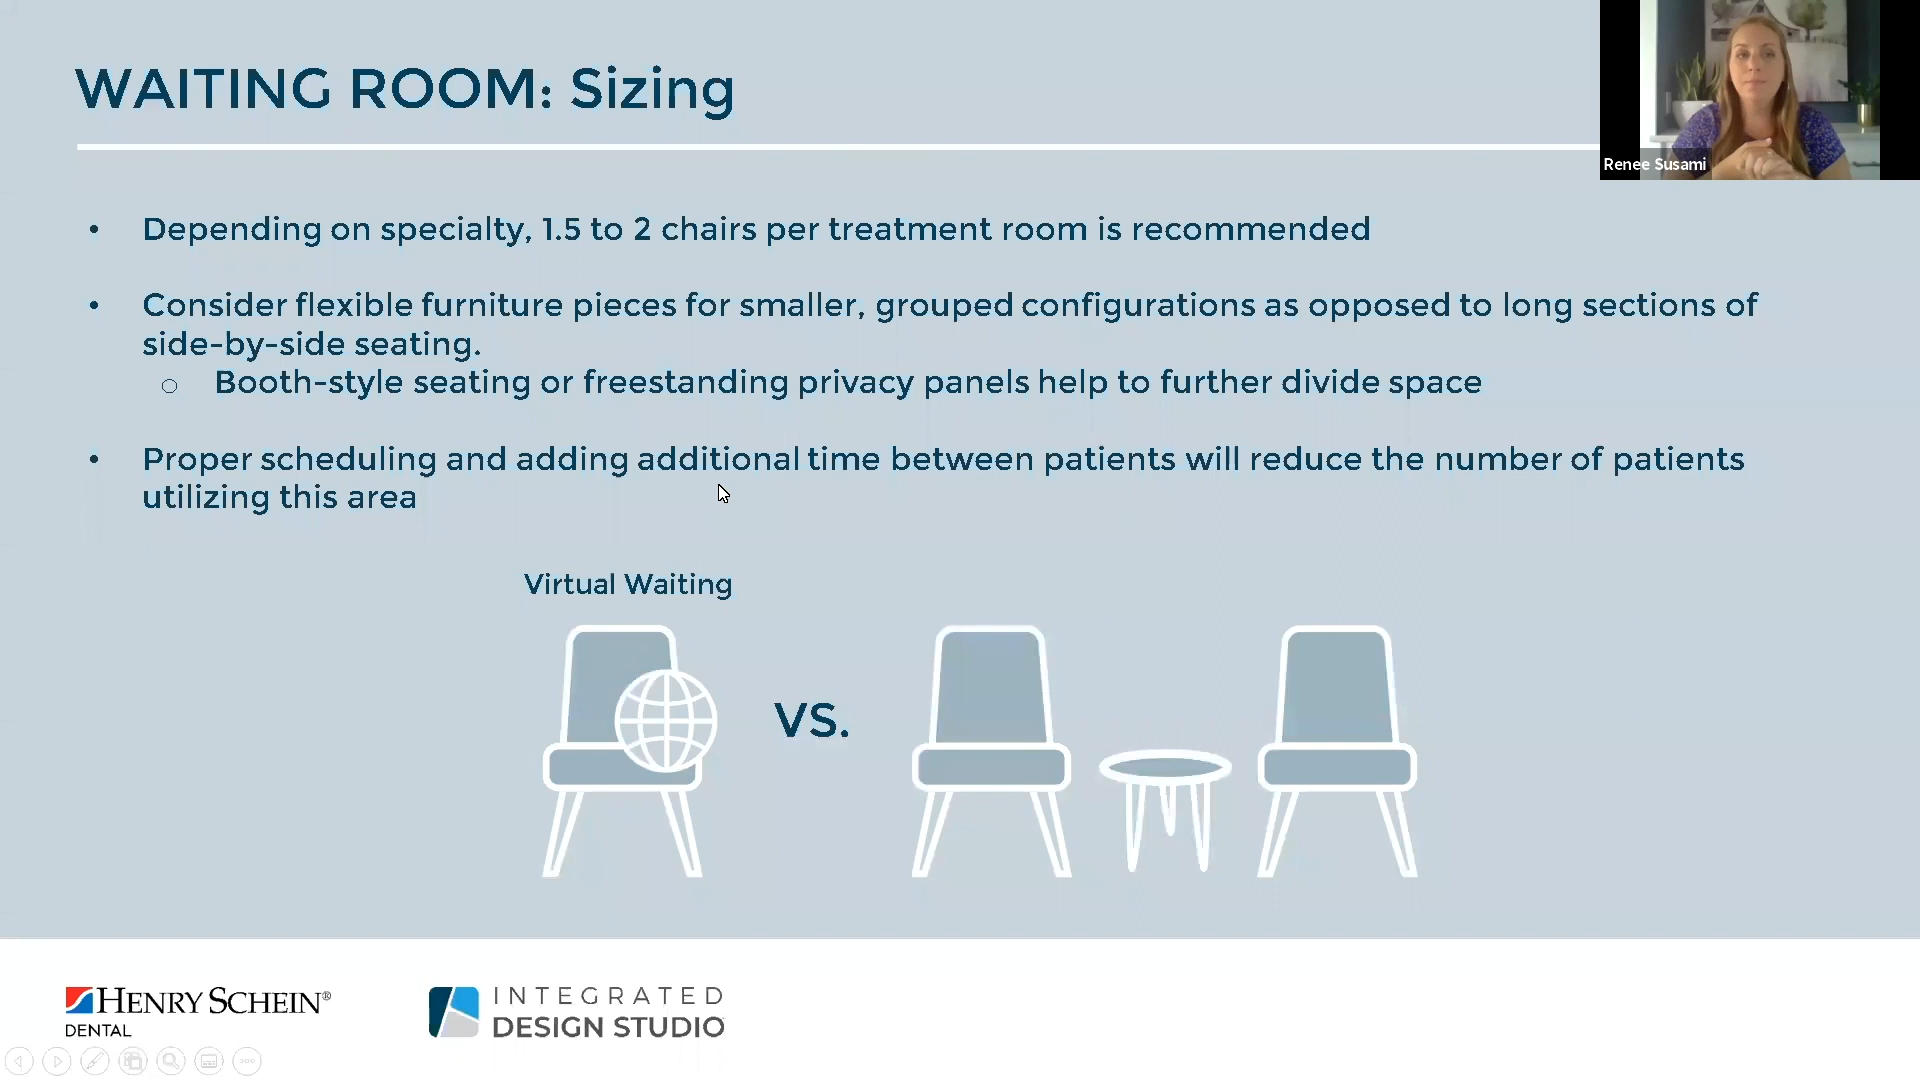 WAITING ROOM: Sizing
Renee Susami
• Depending on specialty, 1.5 to 2 chairs per treatment room is recommended
• Consider flexible furniture pieces for smaller, grouped configurations as opposed to long sections of
side-by-side seating.
o Booth-style seating or freestanding privacy panels help to further divide space
• Proper scheduling and adding additional time between patients will reduce the number of patients
utilizing this area
Virtual Waiting
VS.
HENRY SCHEIN®
DENTAL
INTEGRATED
DESIGN STUDIO